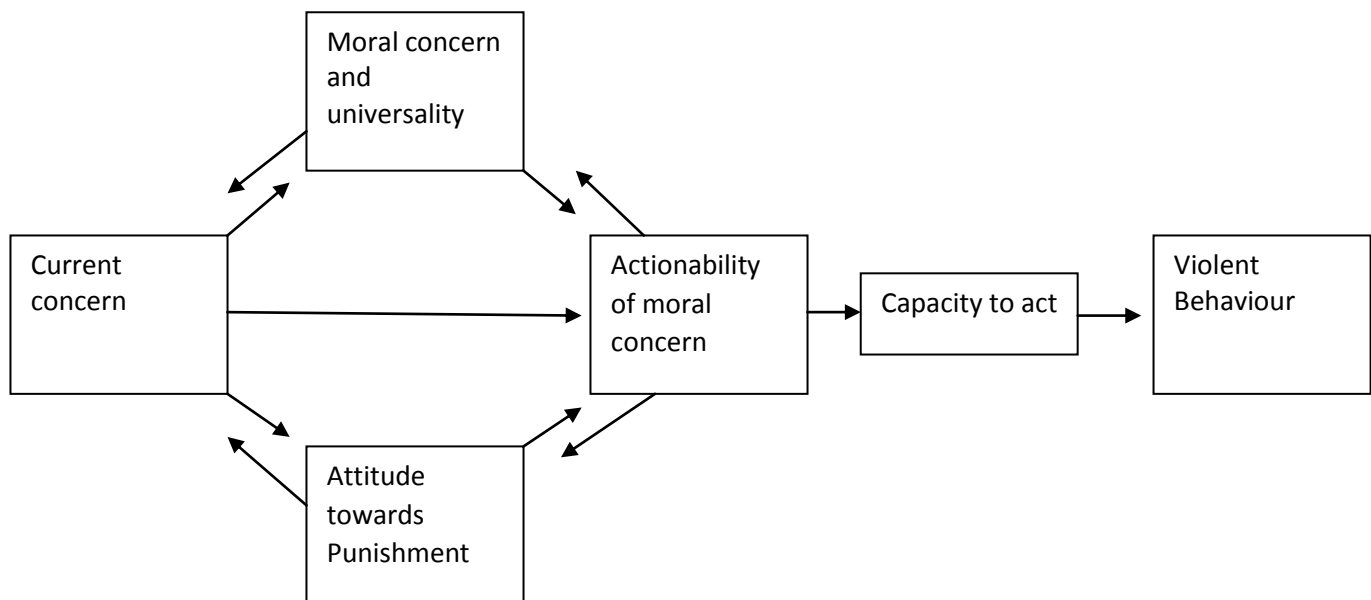 Moral concern
and
universality
Current
concern
Actionability
of moral
concern
Capacity to act
Violent
Behaviour
Attitude
towards
Punishment